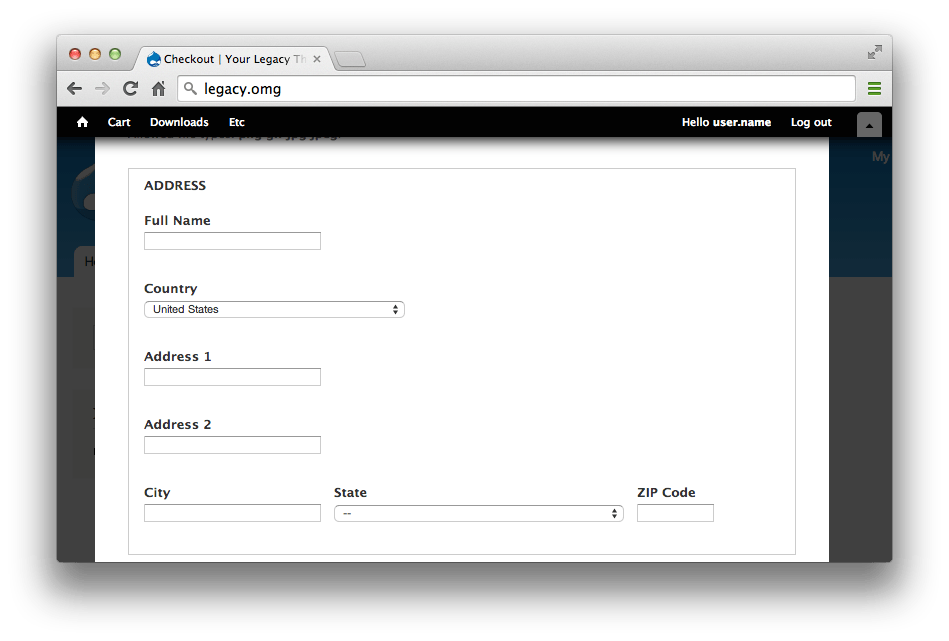 Checkout | Your Legacy Th
legacy.omg
Cart Downloads Etc Hello user.name Log out
My
ADDRESS
Full Name
Country
United States
Address 1
Address 2
City State ZIP Code
--